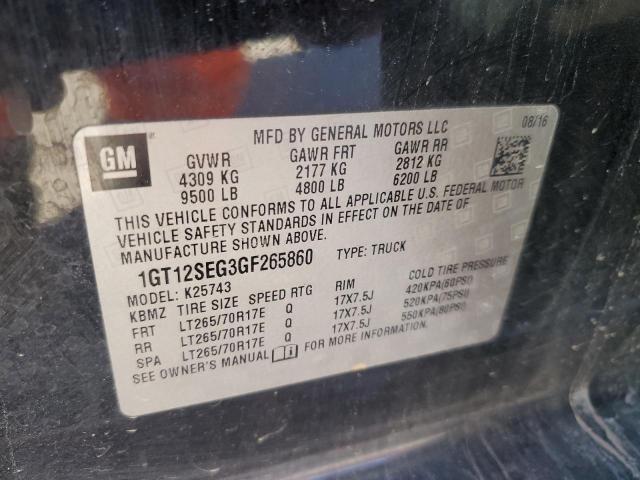 GM
MFD BY GENERAL MOTORS LLC
08/16
GVWR GAWR FRT GAWR RR
4309 KG 2177 KG 2812 KG
9500 LB 4800 LB 6200 LB
THIS VEHICLE CONFORMS TO ALL APPLICABLE U.S. FEDERAL MOTOR
VEHICLE SAFETY STANDARDS IN EFFECT ON THE DATE OF
MANUFACTURE SHOWN ABOVE.
1GT12SEG3GF265860 TYPE: TRUCK
MODEL: K25743
KBMZ TIRE SIZE SPEED RTG RIM COLD TIRE PRESSURE
FRT LT265/70R17E Q 17X7.5J 420KPA(60PSI)
RR LT265/70R17E Q 17X7.5J 520KPA(75PSI)
SPA LT265/70R17E Q 17X7.5J 550KPA(80PSI)
SEE OWNER'S MANUAL FOR MORE INFORMATION.